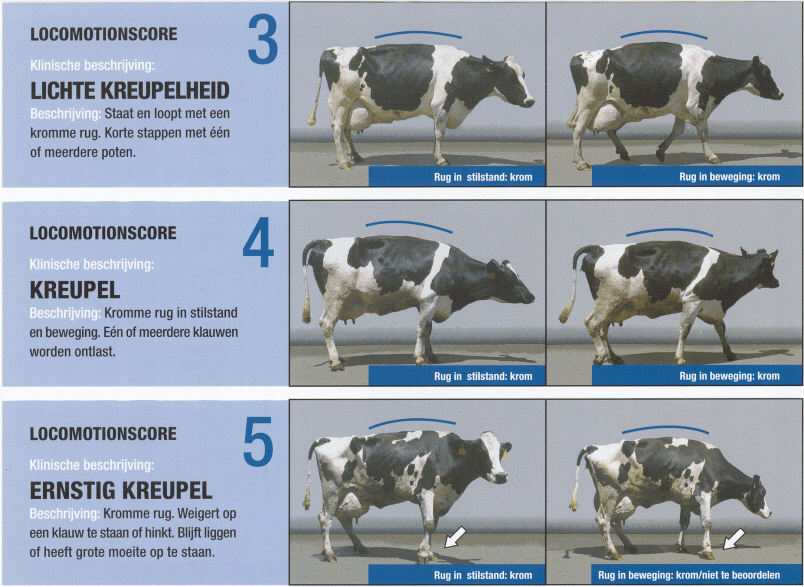 LOCOMOTIONSCORE
3
Klinische beschrijving:
LICHTE KREUPELHEID
Beschrijving: Staat en loopt met een
kromme rug. Korte stappen met één
of meerdere poten.
Rug in stilstand: krom
Rug in beweging: krom
LOCOMOTIONSCORE
4
Klinische beschrijving:
KREUPEL
Beschrijving: Kromme rug in stilstand
en beweging. Eén of meerdere klauwen
worden ontlast.
Rug in stilstand: krom
Rug in beweging: krom
LOCOMOTIONSCORE
5
Klinische beschrijving:
ERNSTIG KREUPEL
Beschrijving: Kromme rug. Weigert op
een klauw te staan of hinkt. Blijft liggen
of heeft grote moeite op te staan.
Rug in stilstand: krom
Rug in beweging: krom/niet te beoordelen